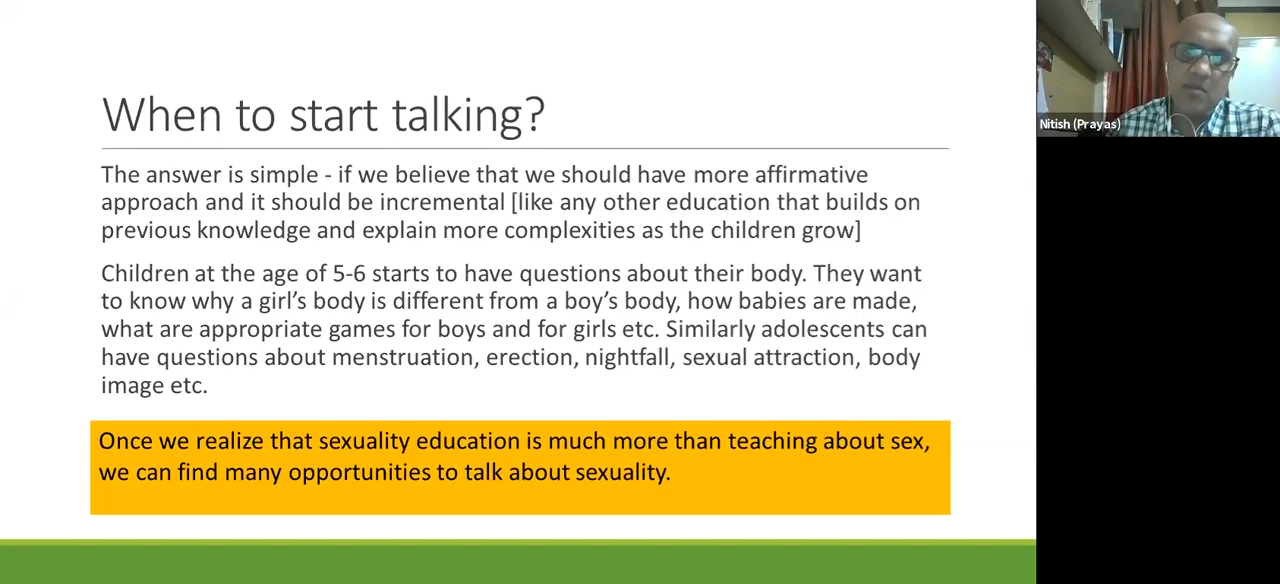 When to start talking?
The answer is simple - if we believe that we should have more affirmative
approach and it should be incremental [like any other education that builds on
previous knowledge and explain more complexities as the children grow]
Children at the age of 5-6 starts to have questions about their body. They want
to know why a girl's body is different from a boy's body, how babies are made,
what are appropriate games for boys and for girls etc. Similarly adolescents can
have questions about menstruation, erection, nightfall, sexual attraction, body
image etc.
Once we realize that sexuality education is much more than teaching about sex,
we can find many opportunities to talk about sexuality.
Nitish (Prayas)